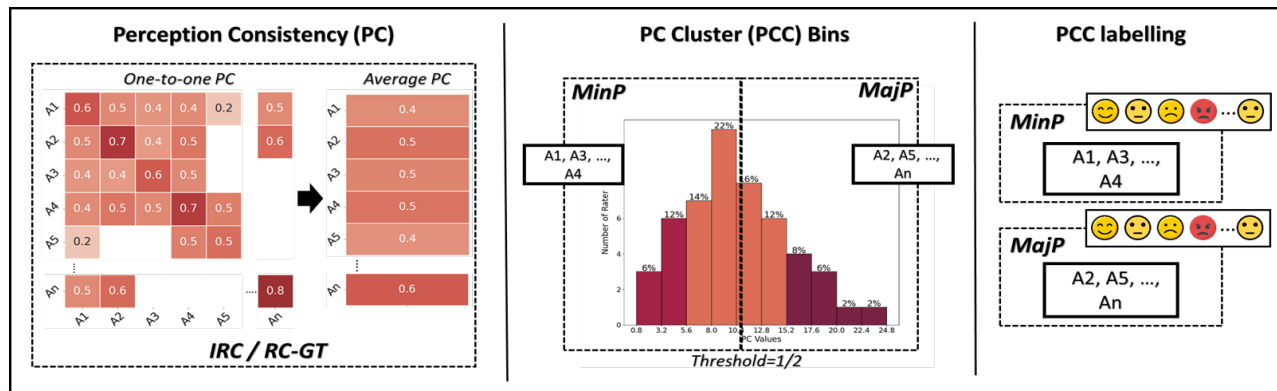 Perception Consistency (PC)
One-to-one PC
Average PC
A1 0.6 0.5 0.4 0.4 0.2 0.5 0.4
A2 0.5 0.7 0.4 0.5 0.6 0.5
A3 0.4 0.4 0.6 0.5 0.5
A4 0.4 0.5 0.5 0.7 0.5 0.5
A5 0.2 0.5 0.5 0.4
An 0.5 0.6 .... 0.8 0.6
A1 A2 A3 A4 A5 An
IRC / RC-GT
PC Cluster (PCC) Bins
MinP
MajP
A1, A3, ...,
A4
A2, A5, ...,
An
Number of Rater
0 2 4 6
6% 12% 14% 22% 16% 12% 8% 6% 2% 2%
0.8 3.2 5.6 8.0 12.8 15.2 17.6 20.0 22.4 24.8
PC Values
Threshold=1/2
PCC labelling
MinP
A1, A3, ...,
A4
MajP
A2, A5, ...,
An